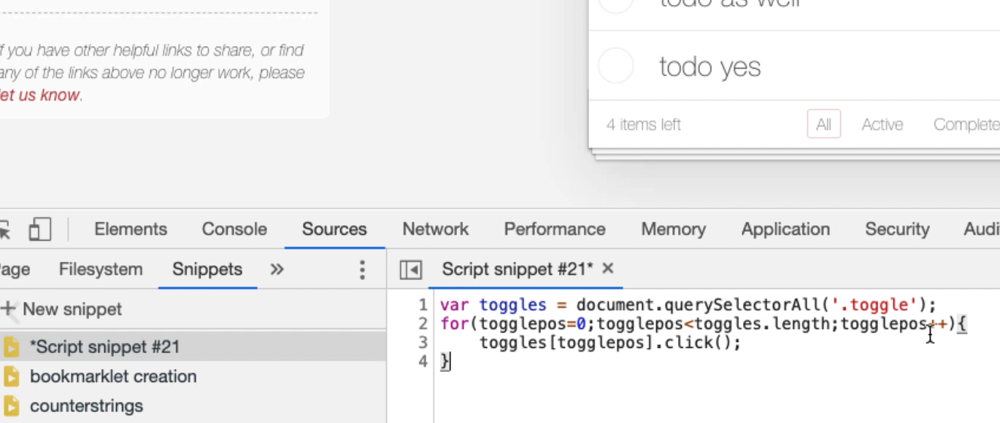 todo as well
if you have other helpful links to share, or find
any of the links above no longer work, please
let us know.
todo yes
4 items left All Active Complete
Elements Console Sources Network Performance Memory Application Security Audi
age Filesystem Snippets » Script snippet #21* ×
+ New snippet
*Script snippet #21
bookmarklet creation
counterstrings
1 var toggles = document.querySelectorAll('.toggle');
2 for(togglepos=0;togglepos<toggles.length;togglepos++){
3 toggles[togglepos].click();
4 }